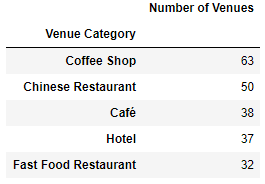 Number of Venues
Venue Category
Coffee Shop 63
Chinese Restaurant 50
Café 38
Hotel 37
Fast Food Restaurant 32